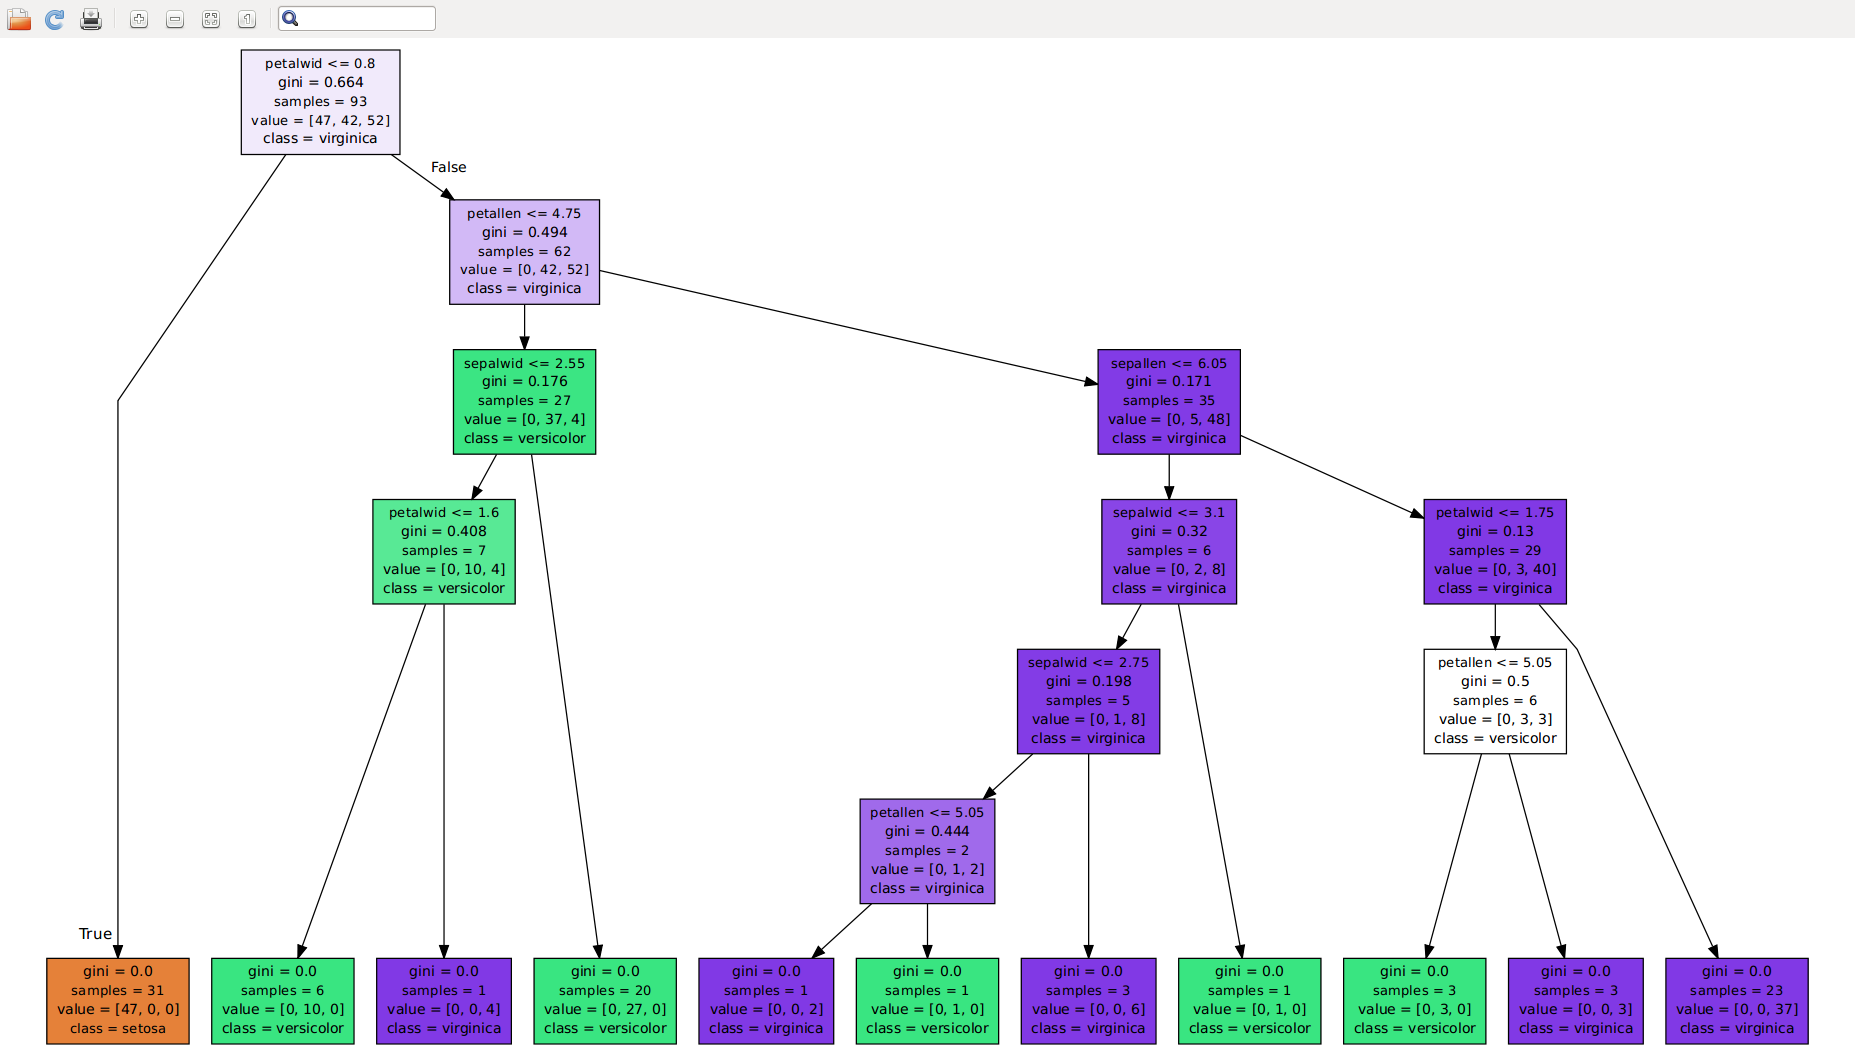 petalwid <= 0.8
gini = 0.664
samples = 93
value = [47, 42, 52]
class = virginica
False
petallen <= 4.75
gini = 0.494
samples = 62
value = [0, 42, 52]
class = virginica
sepalwid <= 2.55
gini = 0.176
samples = 27
value = [0, 37, 4]
class = versicolor
sepallen <= 6.05
gini = 0.171
samples = 35
value = [0, 5, 48]
class = virginica
petalwid <= 1.6
gini = 0.408
samples = 7
value = [0, 10, 4]
class = versicolor
sepalwid <= 3.1
gini = 0.32
samples = 6
value = [0, 2, 8]
class = virginica
petalwid <= 1.75
gini = 0.13
samples = 29
value = [0, 3, 40]
class = virginica
sepalwid <= 2.75
gini = 0.198
samples = 5
value = [0, 1, 8]
class = virginica
petallen <= 5.05
gini = 0.5
samples = 6
value = [0, 3, 3]
class = versicolor
petallen <= 5.05
gini = 0.444
samples = 2
value = [0, 1, 2]
class = virginica
True
gini = 0.0
samples = 31
value = [47, 0, 0]
class = setosa
gini = 0.0
samples = 6
value = [0, 10, 0]
class = versicolor
gini = 0.0
samples = 1
value = [0, 0, 4]
class = virginica
gini = 0.0
samples = 20
value = [0, 27, 0]
class = versicolor
gini = 0.0
samples = 1
value = [0, 0, 2]
class = virginica
gini = 0.0
samples = 1
value = [0, 1, 0]
class = versicolor
gini = 0.0
samples = 3
value = [0, 0, 6]
class = virginica
gini = 0.0
samples = 1
value = [0, 1, 0]
class = versicolor
gini = 0.0
samples = 3
value = [0, 3, 0]
class = versicolor
gini = 0.0
samples = 3
value = [0, 0, 3]
class = virginica
gini = 0.0
samples = 23
value = [0, 0, 37]
class = virginica